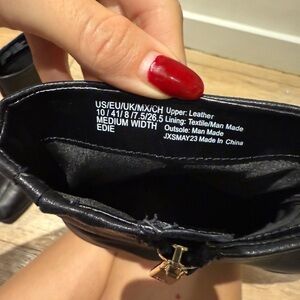 US/EU/UK/MX/CH Upper: Leather
10 / 41 / 8 / 7.5/26.5 Lining: Textile/Man Made
MEDIUM WIDTH Outsole: Man Made
EDIE JXSMAY23 Made In China